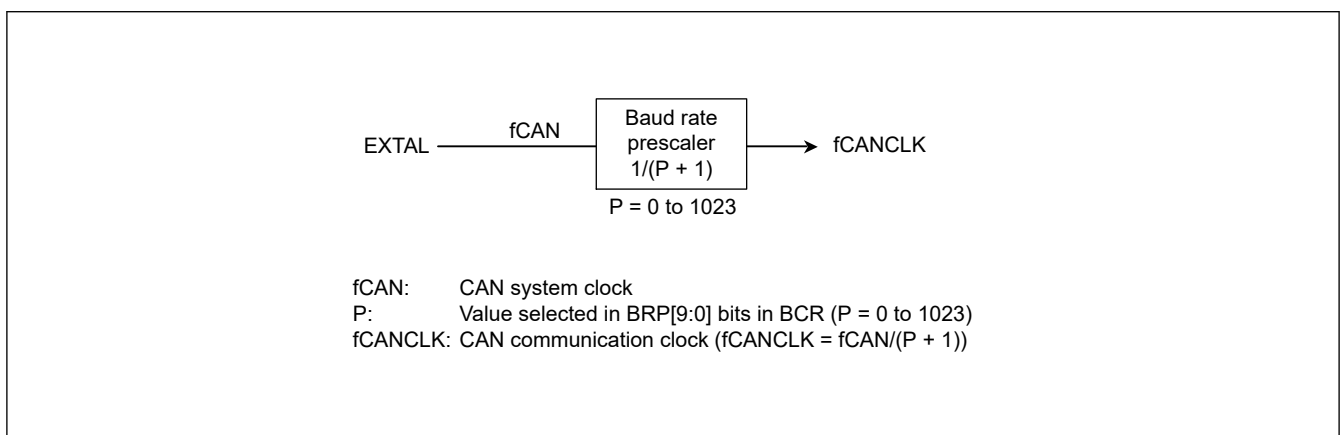 EXTAL
fCAN
Baud rate
prescaler
1/(P + 1)
fCANCLK
P = 0 to 1023
fCAN: CAN system clock
P: Value selected in BRP[9:0] bits in BCR (P = 0 to 1023)
fCANCLK: CAN communication clock (fCANCLK = fCAN/(P + 1))